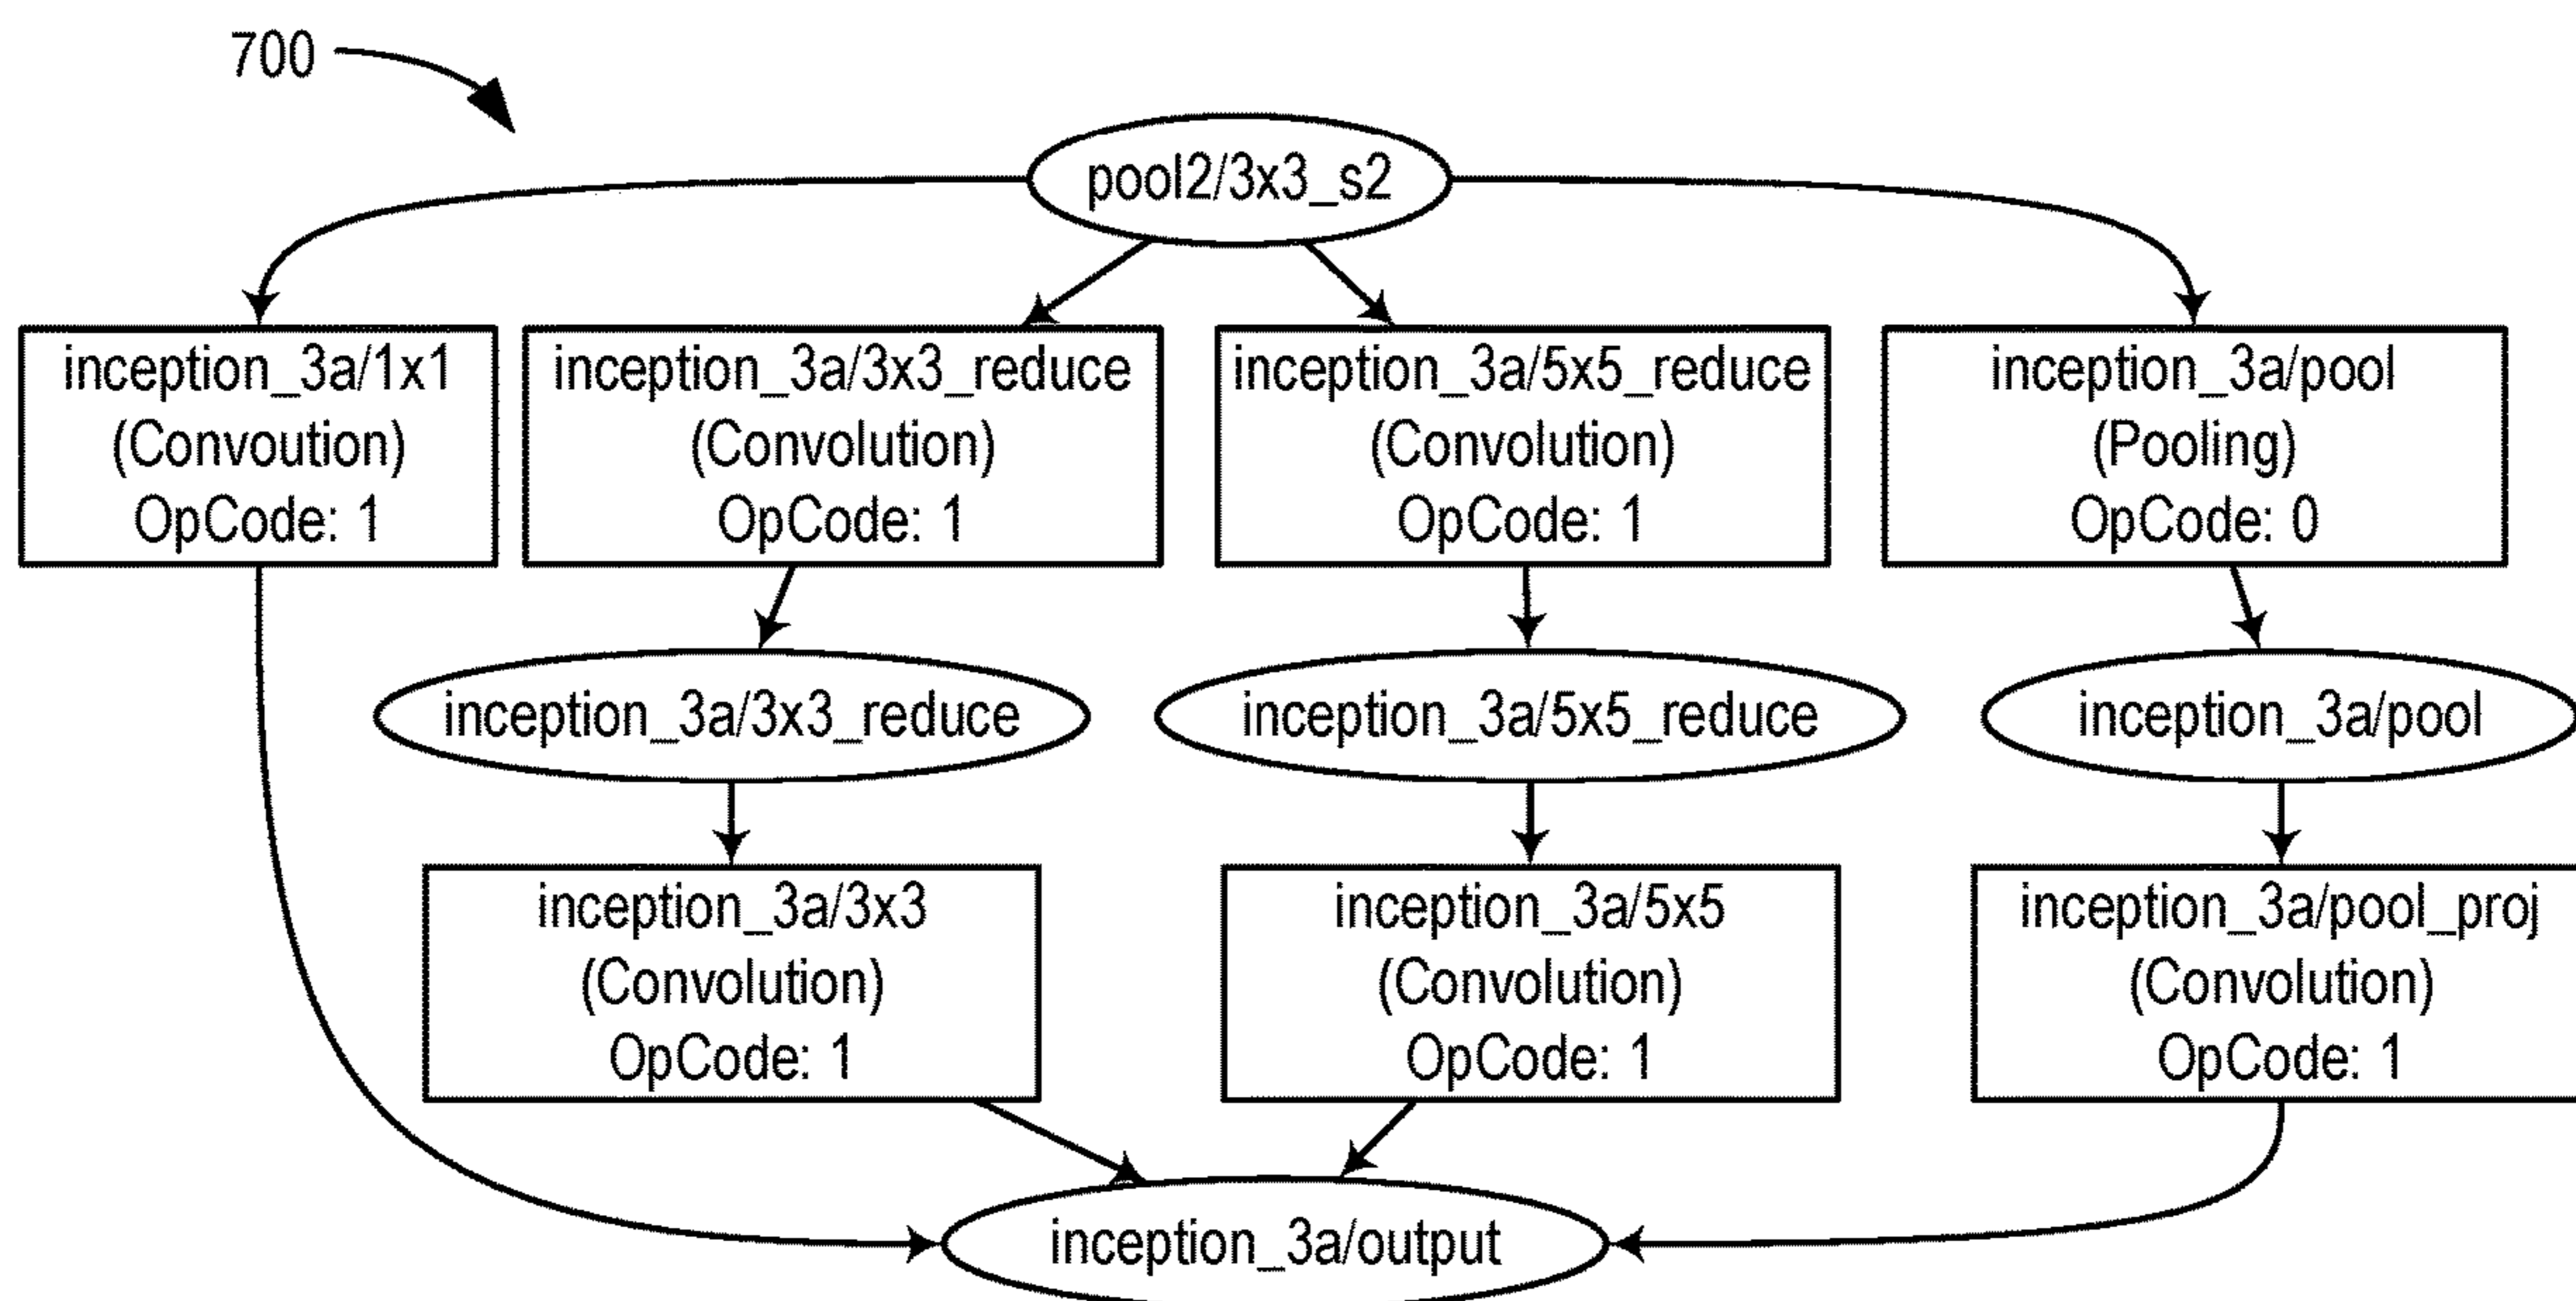 700
pool2/3x3_s2
inception_3a/1x1
(Convoution)
OpCode: 1
inception_3a/3x3_reduce
(Convolution)
OpCode: 1
inception_3a/5x5_reduce
(Convolution)
OpCode: 1
inception_3a/pool
(Pooling)
OpCode: 0
inception_3a/3x3_reduce
inception_3a/5x5_reduce
inception_3a/pool
inception_3a/3x3
(Convolution)
OpCode: 1
inception_3a/5x5
(Convolution)
OpCode: 1
inception_3a/pool_proj
(Convolution)
OpCode: 1
inception_3a/output